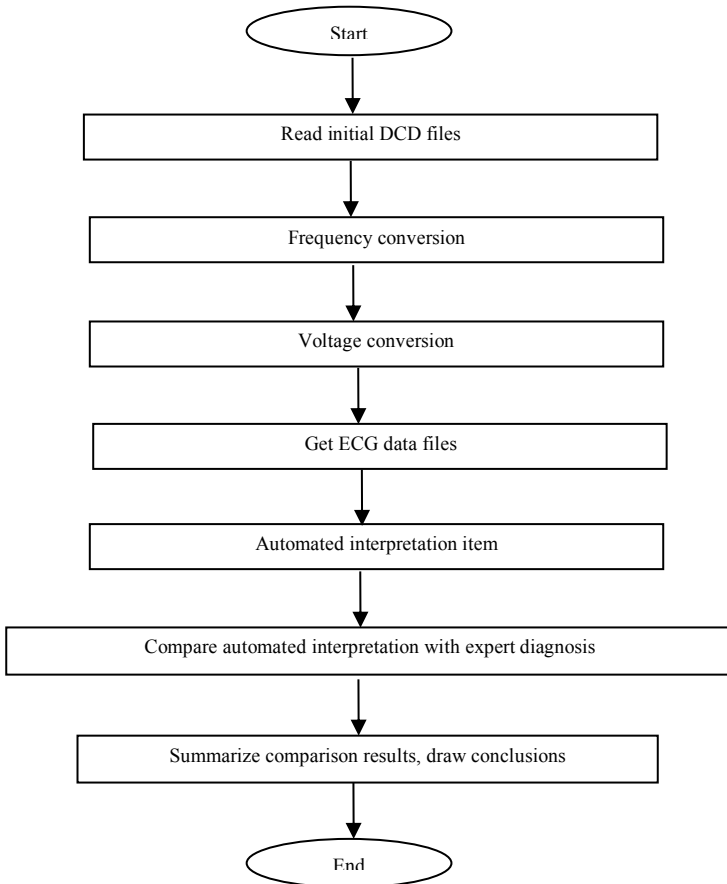 Start
Read initial DCD files
Frequency conversion
Voltage conversion
Get ECG data files
Automated interpretation item
Compare automated interpretation with expert diagnosis
Summarize comparison results, draw conclusions
End